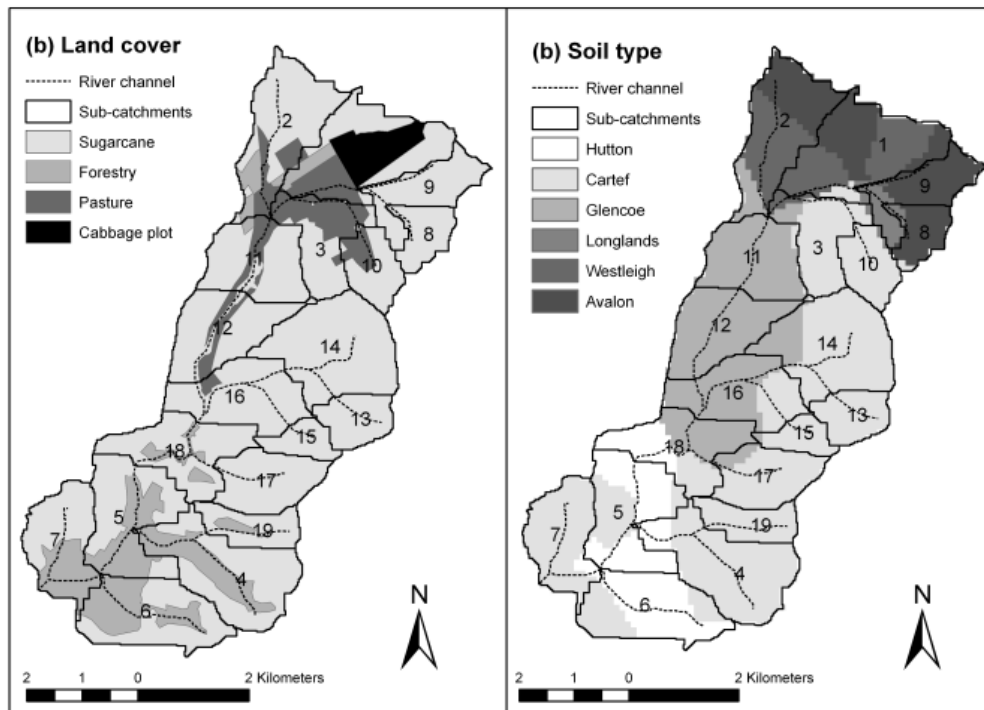 (b) Land cover
River channel
Sub-catchments
Sugarcane
Forestry
Pasture
Cabbage plot
2
9
8
3
10
11
12
14
16
13
15
18
17
5
19
7
4
6
N
2 0 2 Kilometers
(b) Soil type
River channel
Sub-catchments
Hutton
Cartef
Glencoe
Longlands
Westleigh
Avalon
2
1
9
8
3
10
11
12
14
16
13
15
18
17
5
19
7
4
6
N
2 0 2 Kilometers